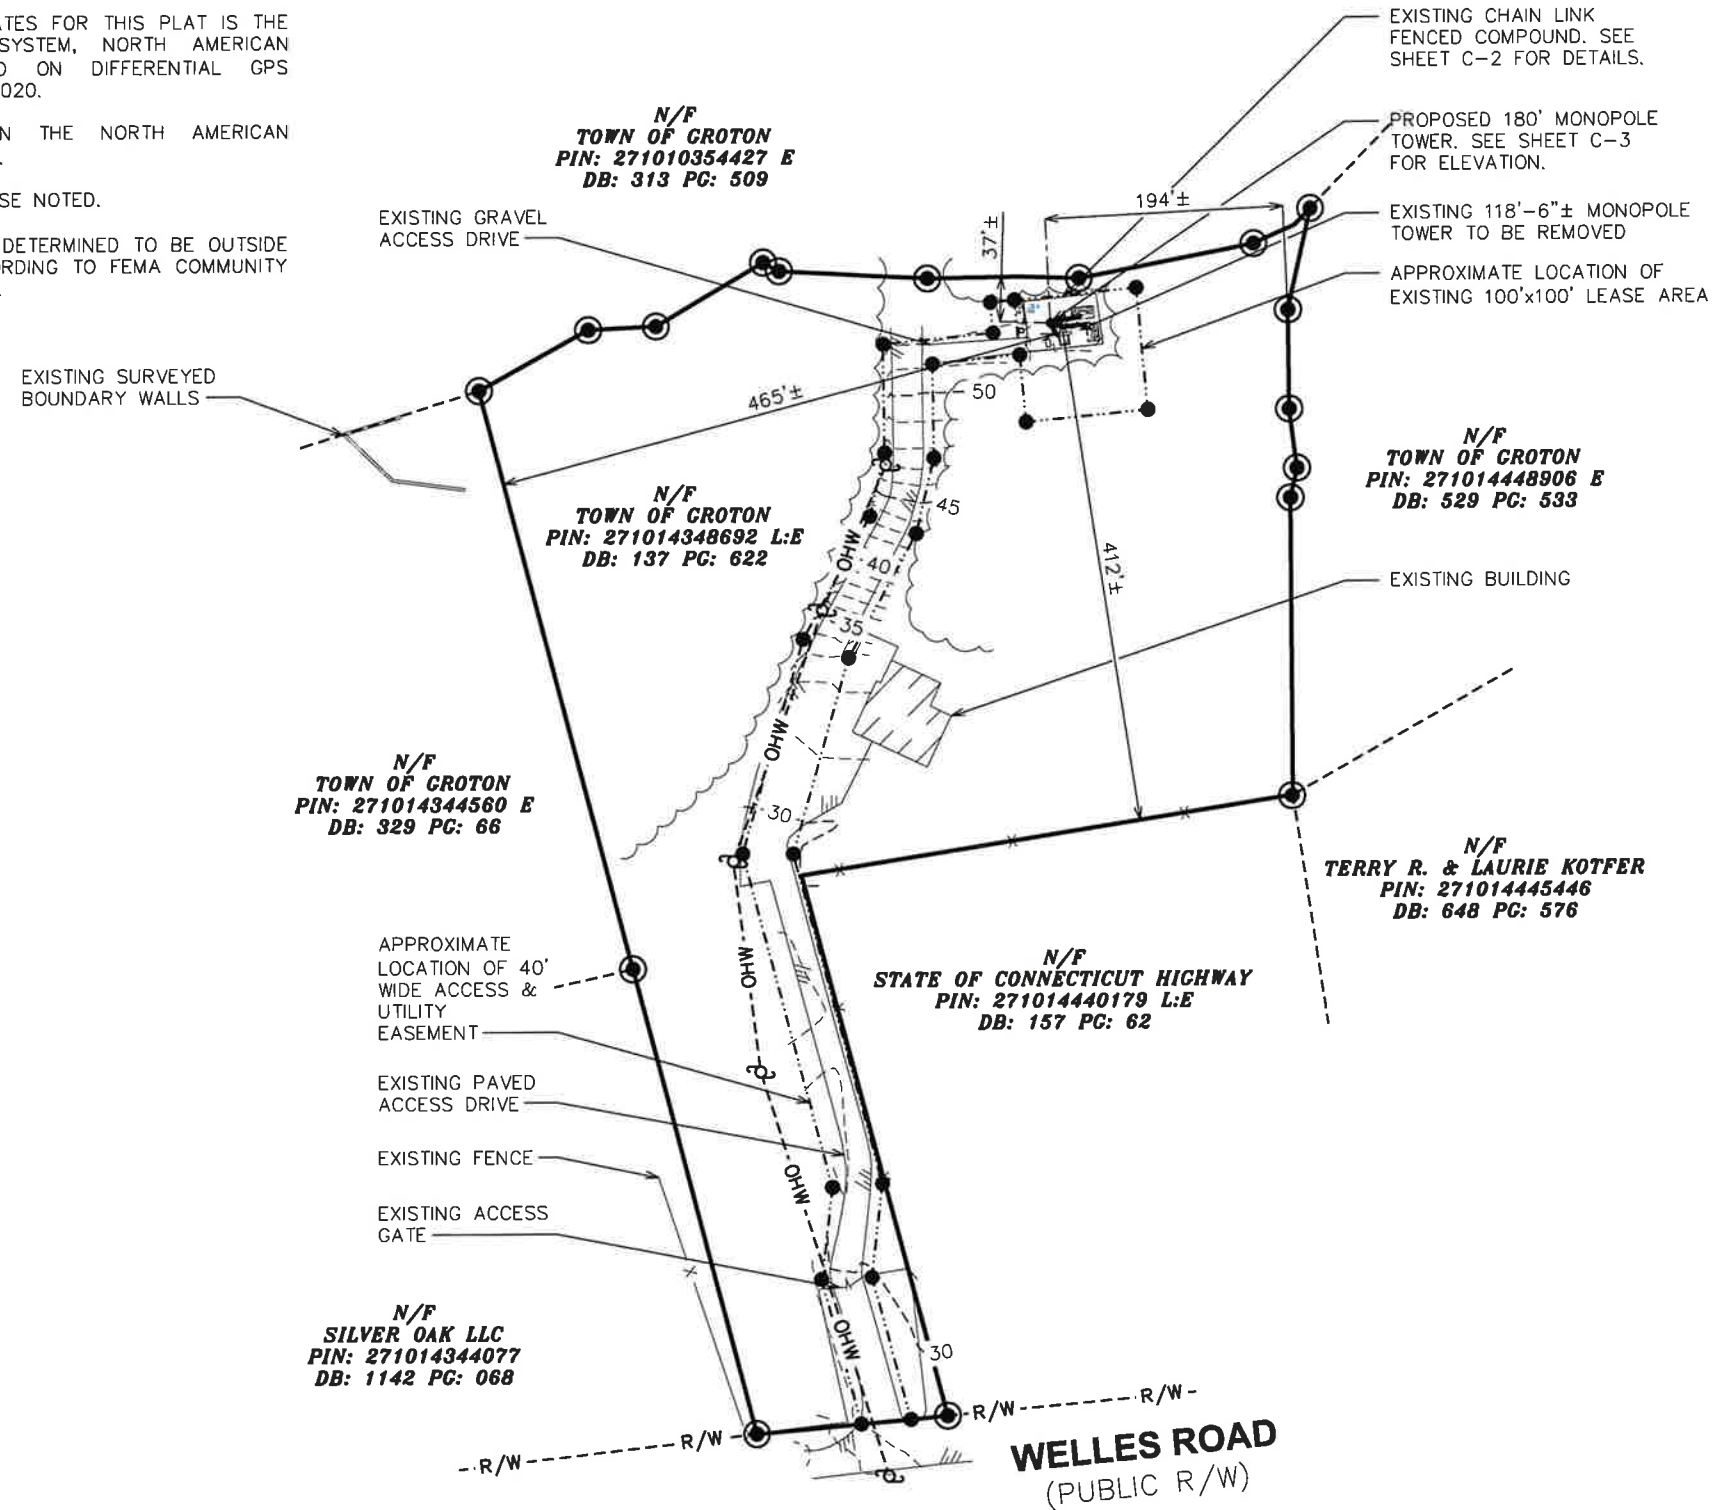 ATES FOR THIS PLAT IS THE
SYSTEM, NORTH AMERICAN
ON DIFFERENTIAL GPS
020.
THE NORTH AMERICAN
SE NOTED.
DETERMINED TO BE OUTSIDE
ORDING TO FEMA COMMUNITY
EXISTING CHAIN LINK
FENCED COMPOUND. SEE
SHEET C-2 FOR DETAILS.
N/F
TOWN OF GROTON
PIN: 271010354427 E
DB: 313 PG: 509
PROPOSED 180' MONOPOLE
TOWER. SEE SHEET C-3
FOR ELEVATION.
EXISTING GRAVEL
ACCESS DRIVE
37'±
194'±
EXISTING 118'-6"± MONOPOLE
TOWER TO BE REMOVED
APPROXIMATE LOCATION OF
EXISTING 100'x100' LEASE AREA
EXISTING SURVEYED
BOUNDARY WALLS
465'±
50
N/F
TOWN OF GROTON
PIN: 271014448906 E
DB: 529 PG: 533
N/F
TOWN OF GROTON
PIN: 271014348692 L:E
DB: 137 PG: 622
45
OHW
40
412'±
EXISTING BUILDING
35
OHW
N/F
TOWN OF GROTON
PIN: 271014344560 E
DB: 329 PG: 66
30
N/F
TERRY R. & LAURIE KOTFER
PIN: 271014445446
DB: 648 PG: 576
APPROXIMATE
LOCATION OF 40'
WIDE ACCESS &
UTILITY
EASEMENT
OHW
N/F
STATE OF CONNECTICUT HIGHWAY
PIN: 271014440179 L:E
DB: 157 PG: 62
EXISTING PAVED
ACCESS DRIVE
EXISTING FENCE
OHW
EXISTING ACCESS
GATE
N/F
SILVER OAK LLC
PIN: 271014344077
DB: 1142 PG: 068
OHW
30
R/W
R/W
R/W
R/W
WELLES ROAD
(PUBLIC R/W)